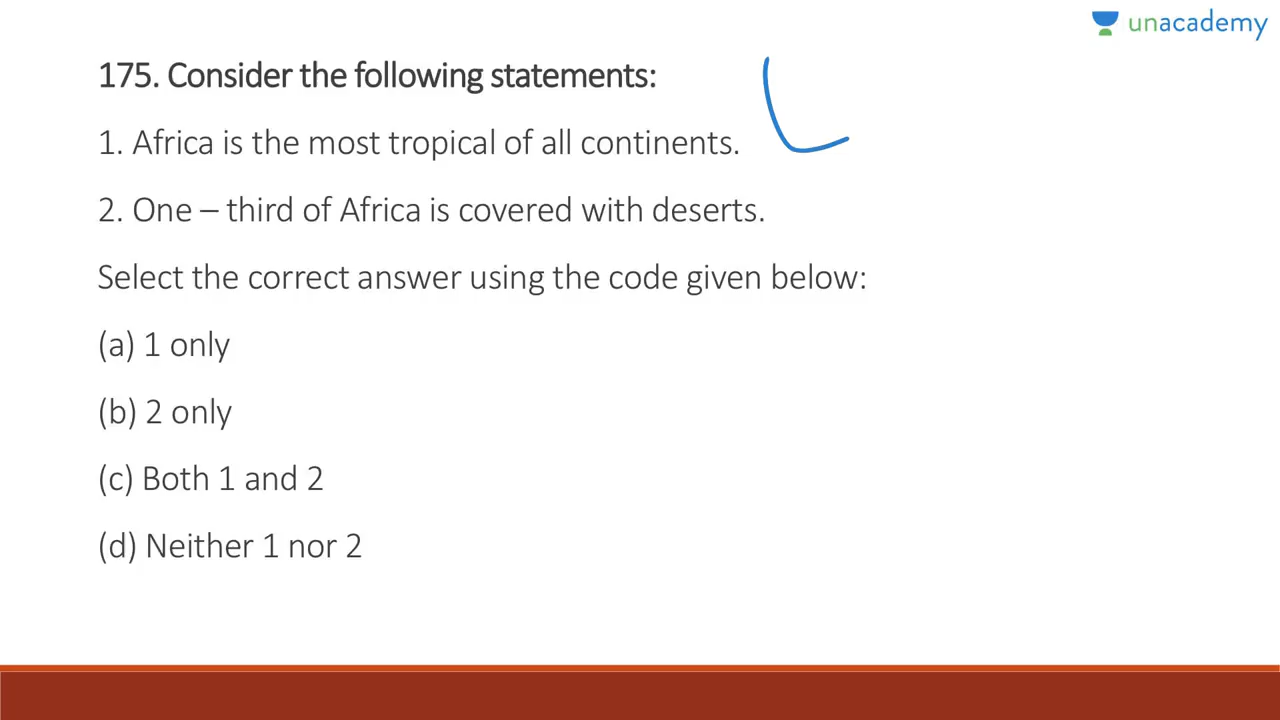 unacademy
175. Consider the following statements:
1. Africa is the most tropical of all continents.
2. One – third of Africa is covered with deserts.
Select the correct answer using the code given below:
(a) 1 only
(b) 2 only
(c) Both 1 and 2
(d) Neither 1 nor 2